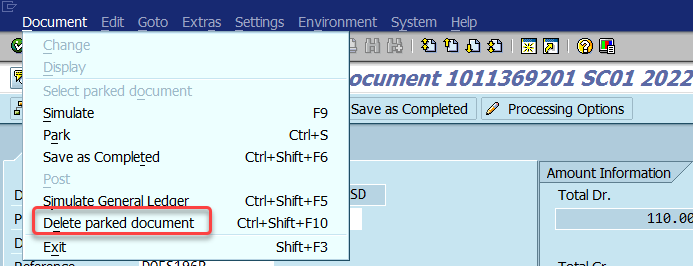 Document Edit Goto Extras Settings Environment System Help
Change
Display
ocument 1011369201 SC01 2022
Select parked document
Simulate F9
Save as Completed Processing Options
Park Ctrl+S
Save as Completed Ctrl+Shift+F6
Post
Amount Information
Simulate General Ledger Ctrl+Shift+F5
SD
Total Dr.
Delete parked document Ctrl+Shift+F10
110.00
Exit Shift+F3
Reference
Total Cr.